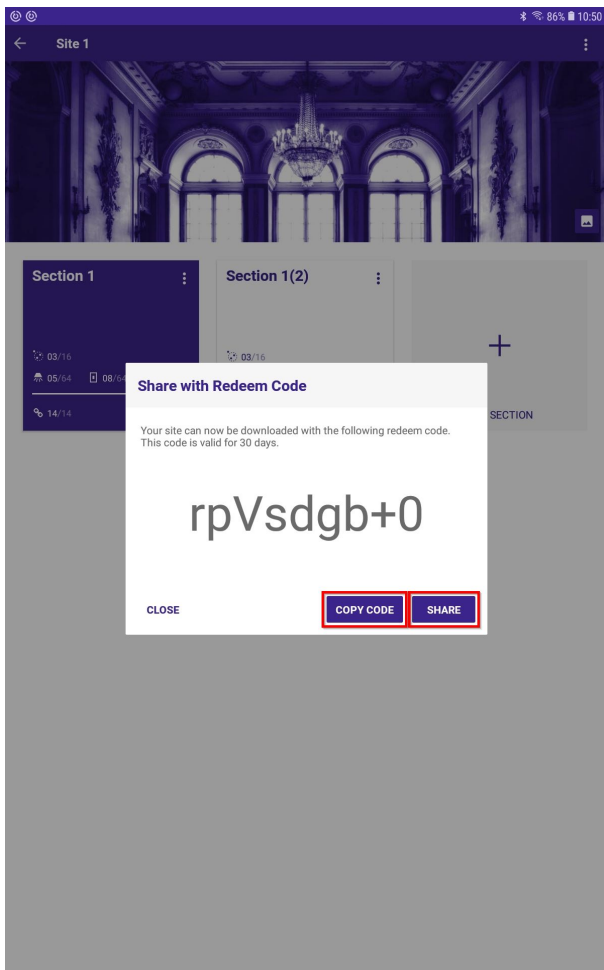 86% 10:50
Site 1
Section 1
Section 1(2)
03/16
03/16
05/64 08/64
14/14
SECTION
Share with Redeem Code
Your site can now be downloaded with the following redeem code.
This code is valid for 30 days.
rpVsdgb+0
CLOSE COPY CODE SHARE